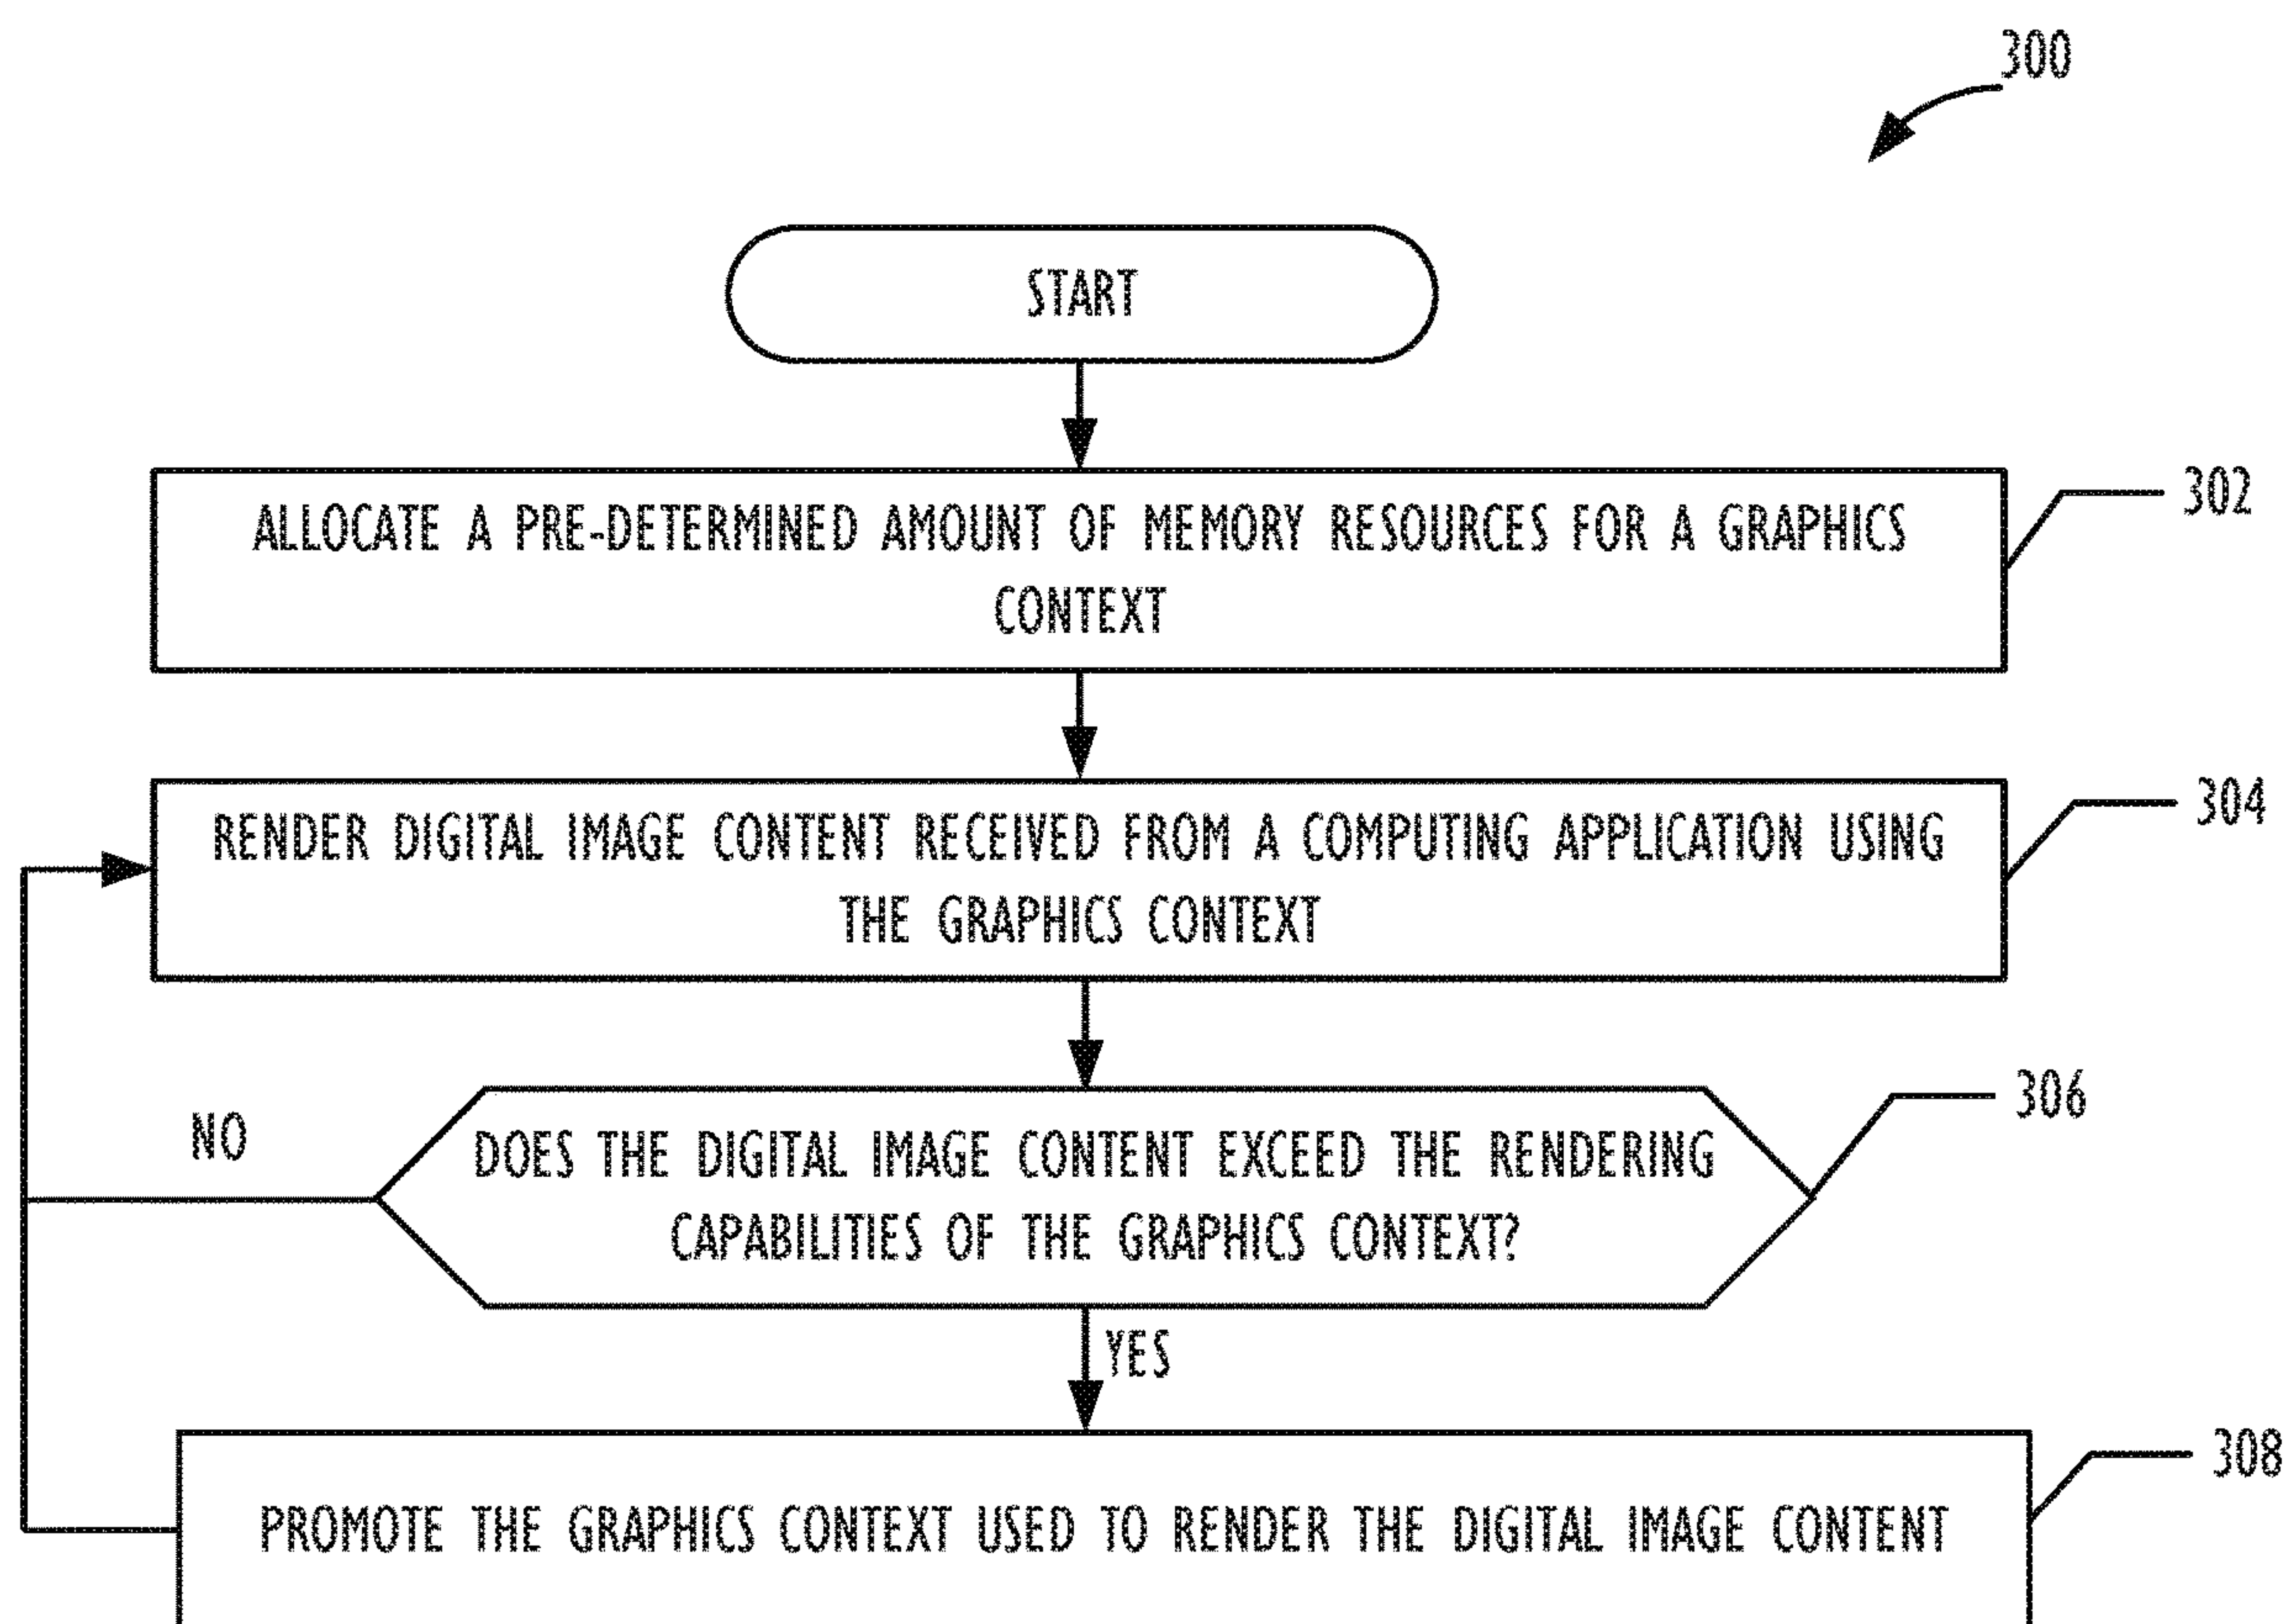 300
START
ALLOCATE A PRE-DETERMINED AMOUNT OF MEMORY RESOURCES FOR A GRAPHICS
CONTEXT
302
RENDER DIGITAL IMAGE CONTENT RECEIVED FROM A COMPUTING APPLICATION USING
THE GRAPHICS CONTEXT
304
NO
DOES THE DIGITAL IMAGE CONTENT EXCEED THE RENDERING
CAPABILITIES OF THE GRAPHICS CONTEXT?
306
YES
PROMOTE THE GRAPHICS CONTEXT USED TO RENDER THE DIGITAL IMAGE CONTENT
308